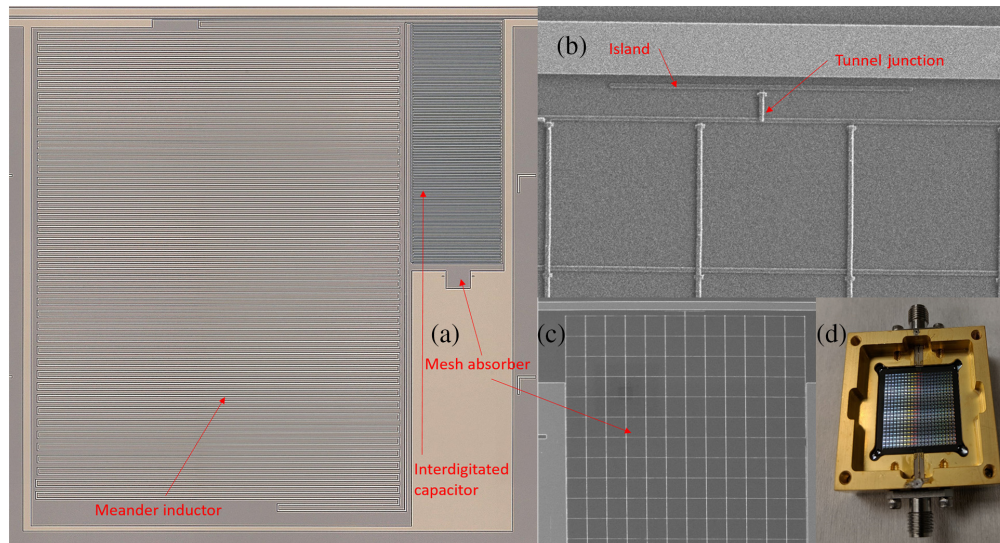 (a)
Mesh absorber
Interdigitated
capacitor
Meander inductor
(b)
Island
Tunnel junction
(c)
(d)